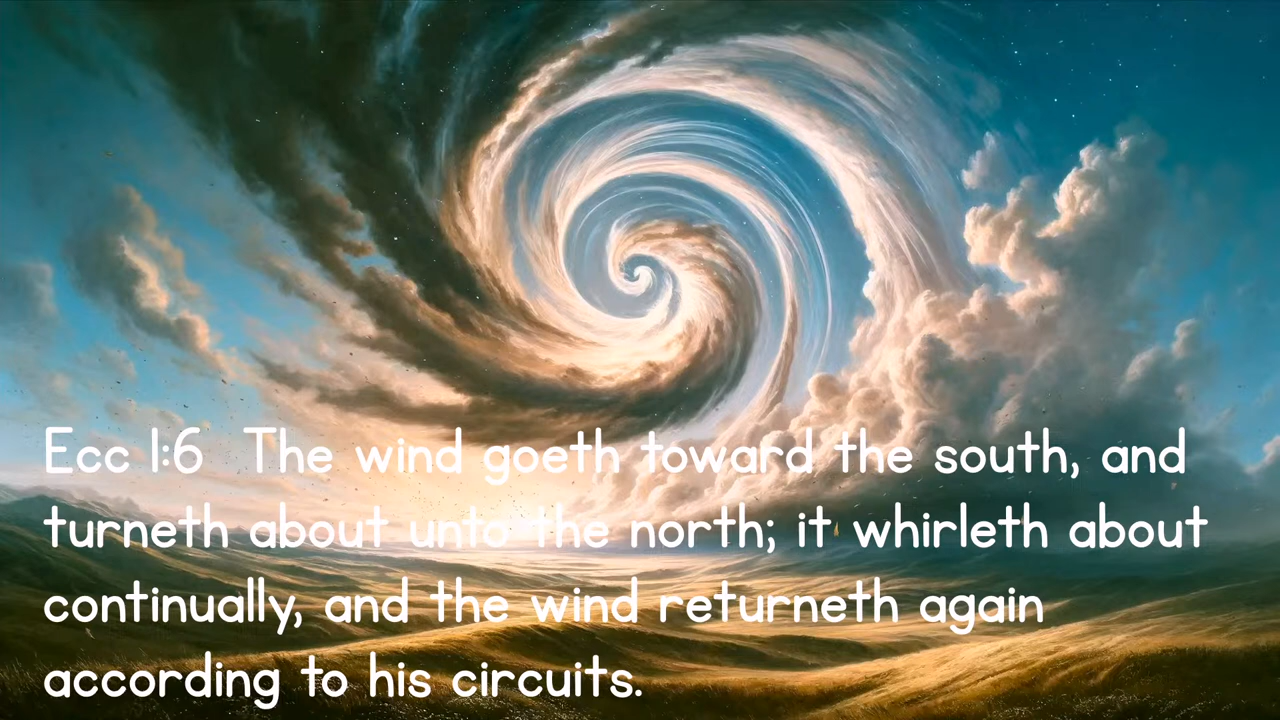 Ecc 1:6  The wind goeth toward the south, and
turneth about unto the north; it whirleth about
continually, and the wind returneth again
according to his circuits.